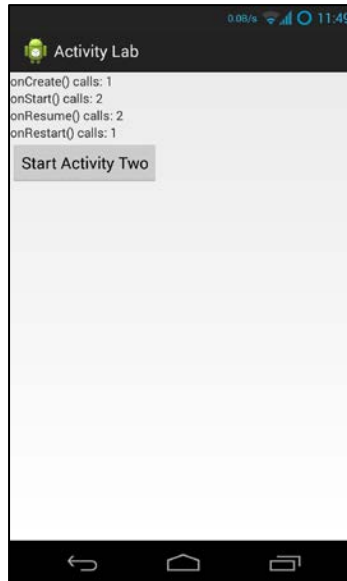 0.08/s 11:49
Activity Lab
onCreate() calls: 1
onStart() calls: 2
onResume() calls: 2
onRestart() calls: 1
Start Activity Two